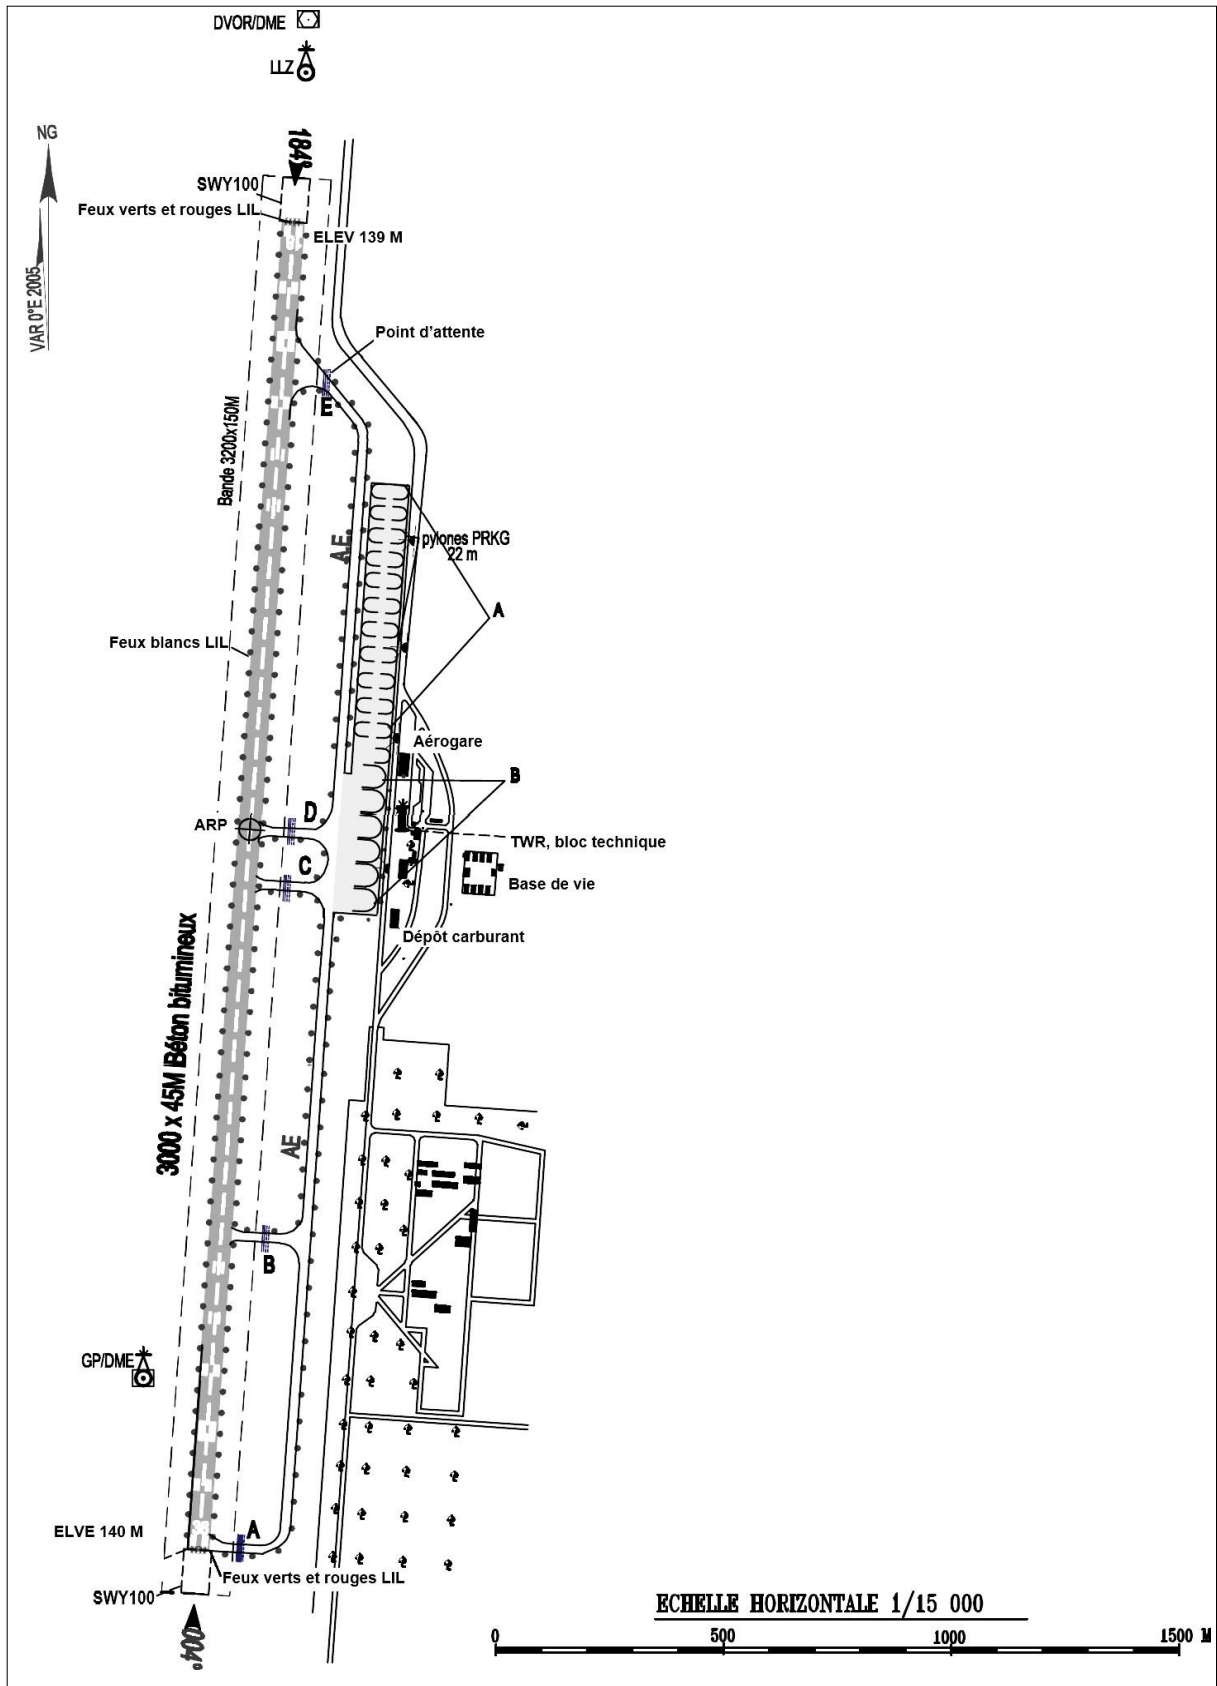 DVOR/DME
LLZ
NG
184°
SWY100
Feux verts et rouges LIL
18
ELEV 139 M
VAR 0°E 2005
Point d'attente
E
Bande 3200x150M
A.E
pylones PRKG
22 m
A
Feux blancs LIL
Aérogare
B
D
ARP
TWR, bloc technique
C
Base de vie
Dépôt carburant
3000 x 45M Béton bitumineux
AE
B
GP/DME
A
ELVE 140 M
Feux verts et rouges LIL
SWY100
004°
ECHELLE HORIZONTALE 1/15 000
0 500 1000 1500 M